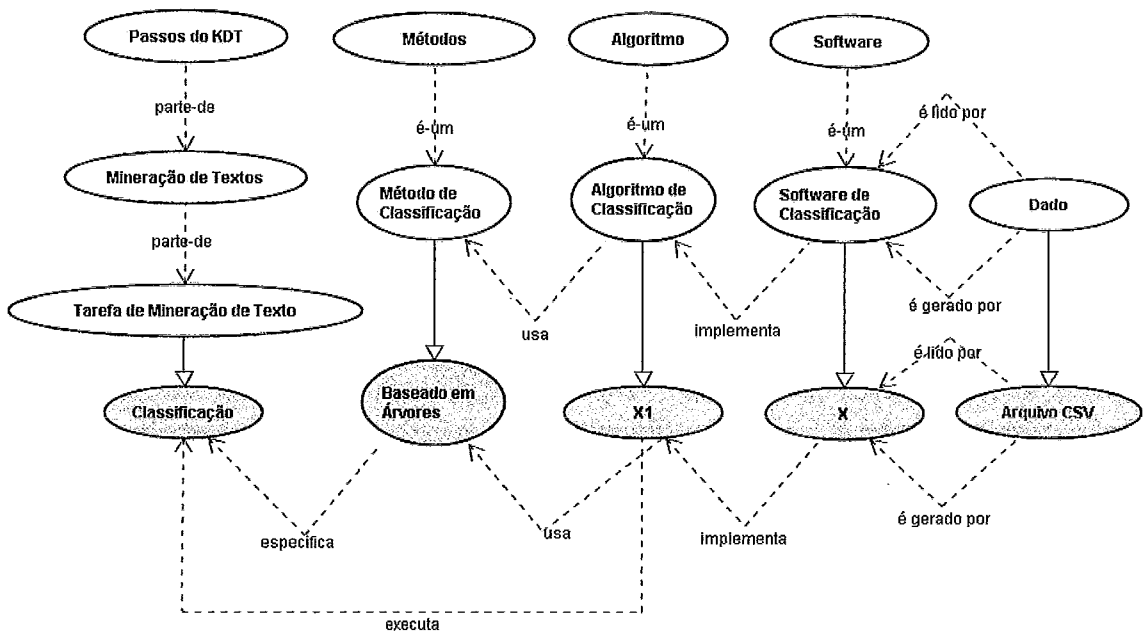 Passos do KDT
Métodos
Algoritmo
Software
parte-de
é-um
é-um
é-um
é lido por
Mineração de Textos
Método de
Classificação
Algoritmo de
Classificação
Software de
Classificação
Dado
parte-de
Tarefa de Mineração de Texto
usa
implementa
é gerado por
é lido por
Classificação
Baseado em
Árvores
X1
X
Arquivo CSV
especifica
usa
implementa
é gerado por
executa